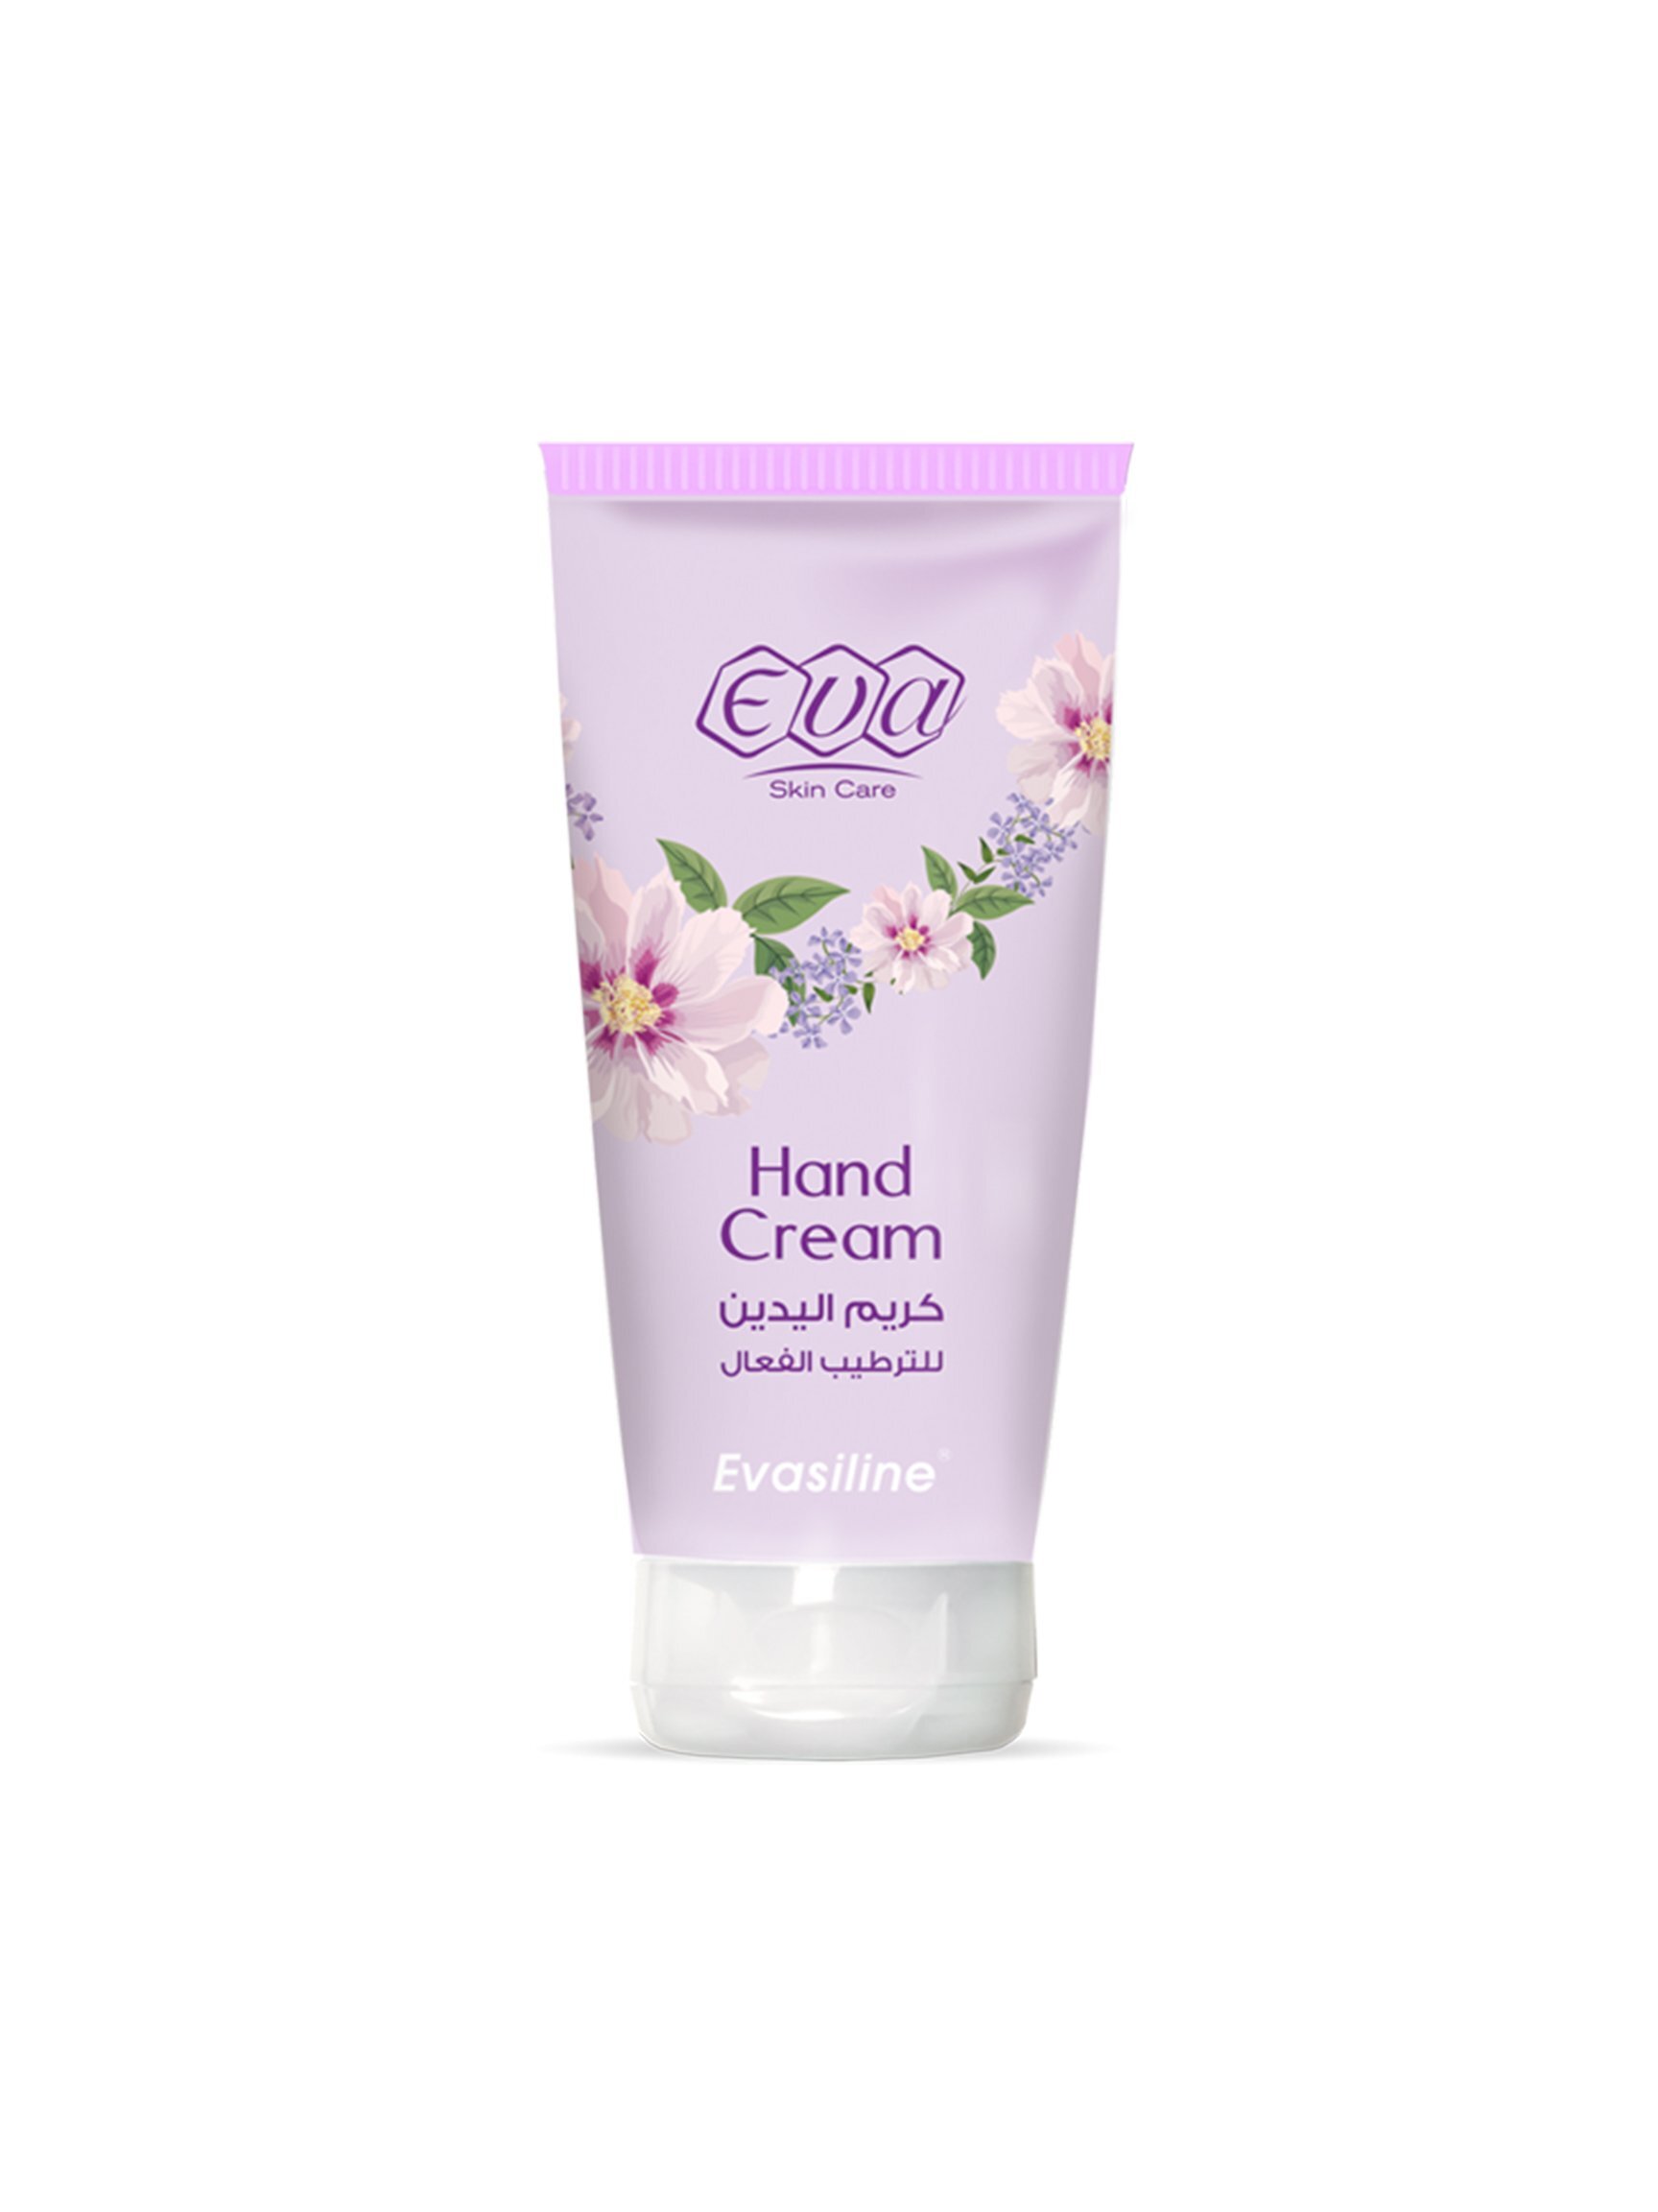 Eva
Skin Care
Hand
Cream
كريم اليدين
للترطيب الفعال
Evasiline®